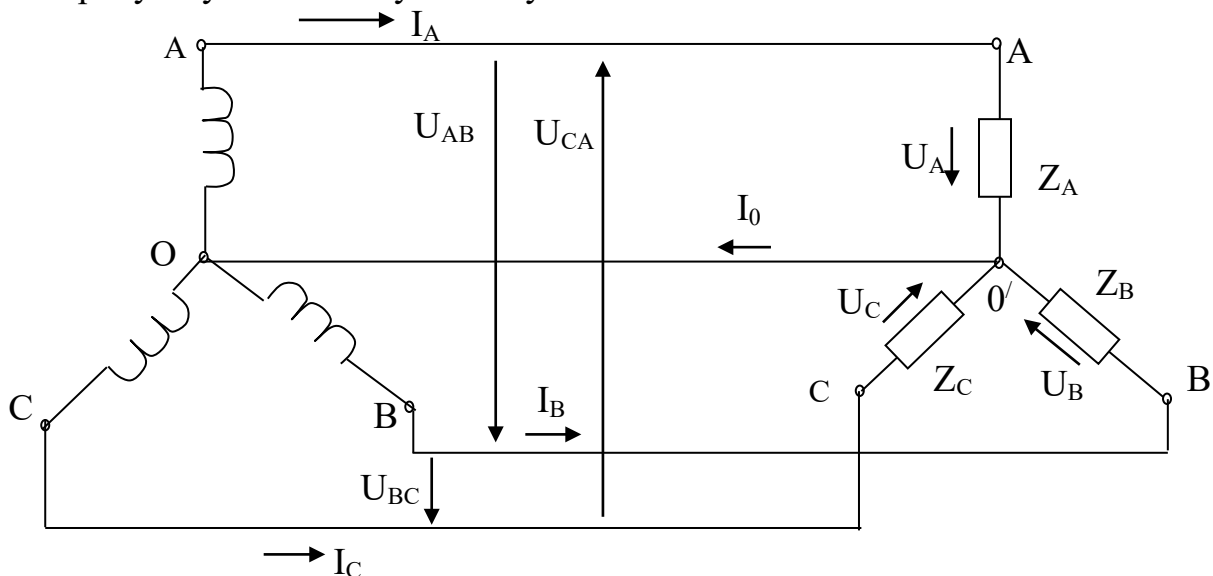 I_A
A A
U_AB U_CA U_A Z_A
I_0
O
U_C 0^/ Z_B
C B I_B C Z_C U_B B
U_BC
I_C